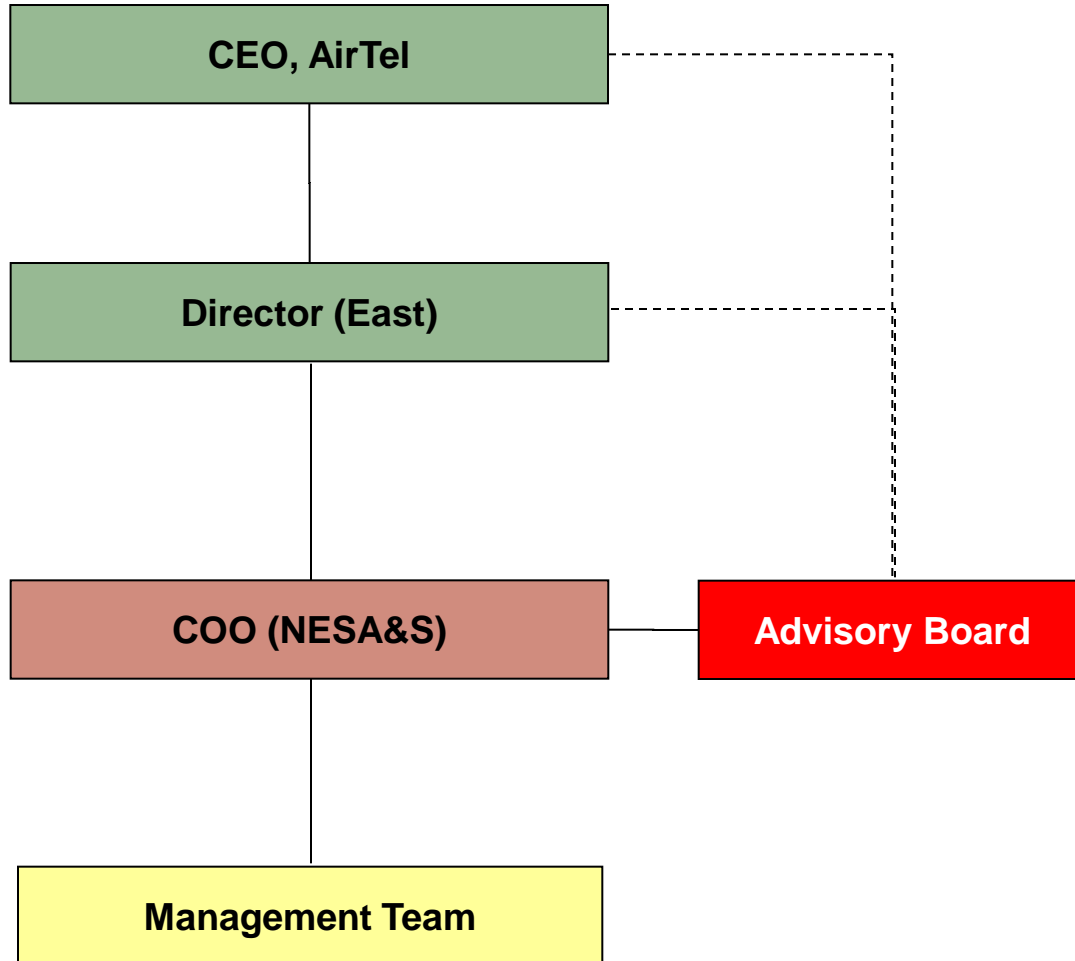 CEO, AirTel
Director (East)
COO (NESA&S)
Advisory Board
Management Team